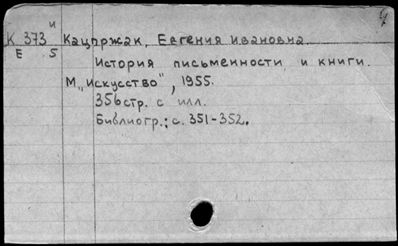 И
К 373 Кацпржак, Евгения Ивановна.
Е 5
История письменности и книги.
М, „Искусство", 1955.
356 стр. с илл.
Библиогр.: с. 351-352.